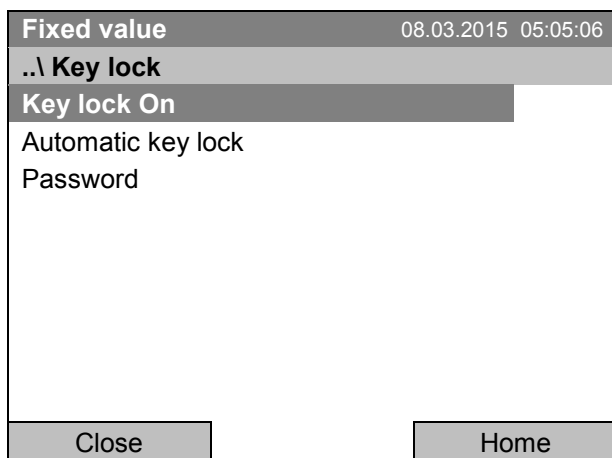 Fixed value 08.03.2015 05:05:06
..\ Key lock
Key lock On
Automatic key lock
Password
Close Home